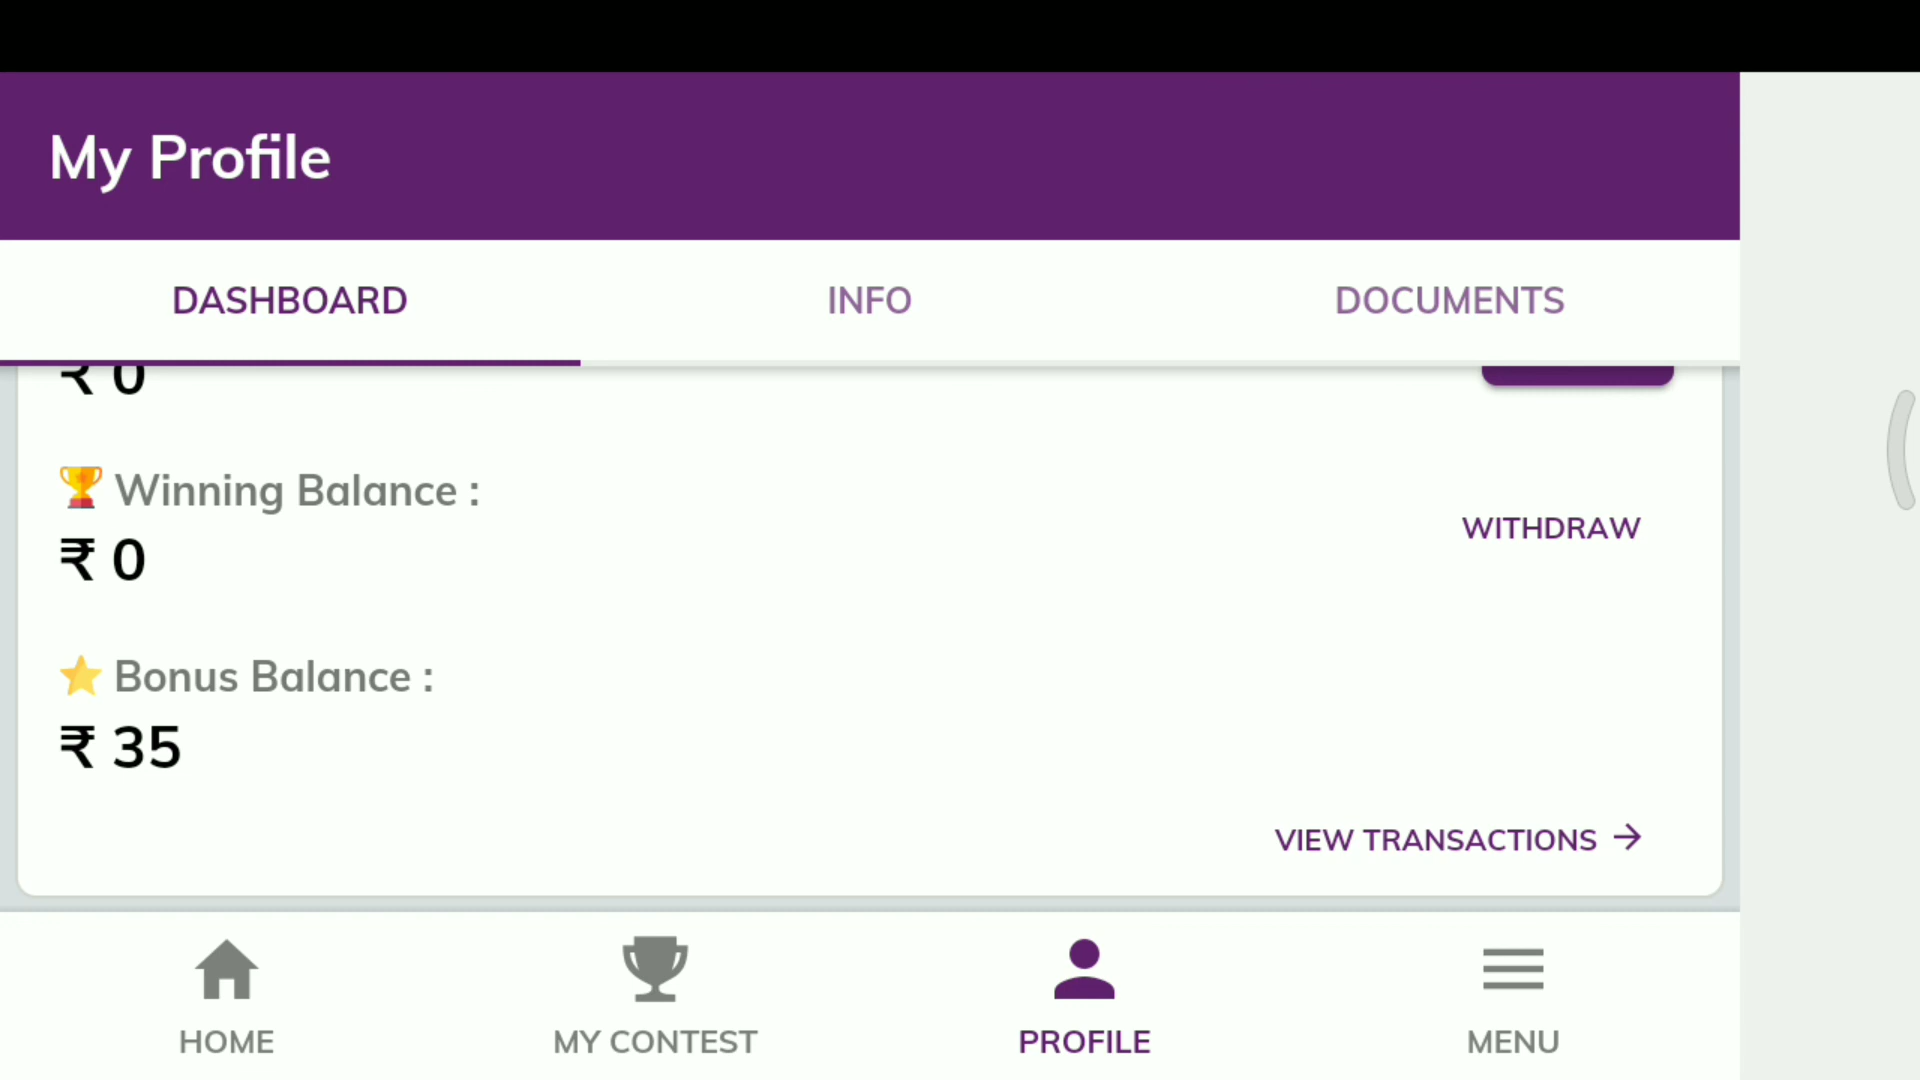 My Profile
DASHBOARD
INFO
DOCUMENTS
₹ 0
🏆 Winning Balance :
₹ 0
WITHDRAW
⭐ Bonus Balance :
₹ 35
VIEW TRANSACTIONS →
HOME
MY CONTEST
PROFILE
MENU